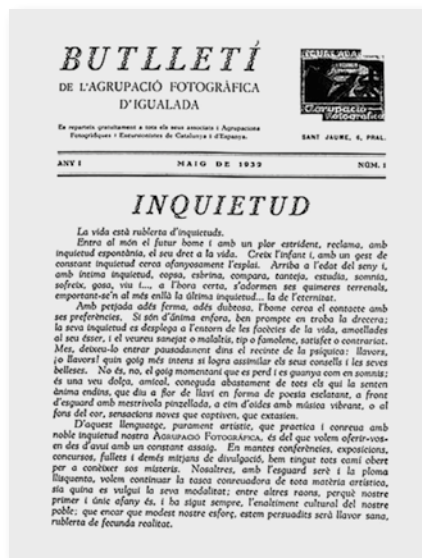 BUTLLETÍ
DE L'AGRUPACIÓ FOTOGRÀFICA
D'IGUALADA
Es reparteix gratuitament a tots els seus associats i Agrupacions
Fotogràfiques i Excursionistes de Catalunya i d'Espanya.
IGUALADA
Agrupació
Fotogràfica
SANT JAUME, 6, PRAL.
ANY I MAIG DE 1932 NÚM. 1
INQUIETUD
La vida està rublerta d'inquietuds.
Entra al món el futur home i amb un plor estrident, reclama, amb
inquietud espontània, el seu dret a la vida. Creix l'infant i, amb un gest de
constant inquietud cerca afanyosament l'esplai. Arriba a l'edat del seny i,
amb íntima inquietud, copsa, esbrina, compara, tanteja, estudia, somnia,
sofreix, gosa, viu i..., a l'hora certa, s'adormen ses quimeres terrenals,
emportant-se'n al més enllà la última inquietud... la de l'eternitat.
Amb petjada adés ferma, adés dubtosa, l'home cerca el contacte amb
ses preferències. Si són d'ànima enfora, ben prompte en troba la drecera;
la seva inquietud es desplega a l'entorn de les facècies de la vida, amotllades
al seu ésser, i el veureu sanejat o malaltís, tip o famolenc, satisfet o contrariat.
Mes, deixeu-lo entrar pausadament dins el recinte de la psíquica: llavors,
¡o llavors! quin goig més intens si logra assimilar els seus consells i les seves
belleses. No és, no, el goig momentani que es perd i es guanya com en somnis;
és una veu dolça, amical, coneguda abastament de tots els qui la senten
ànima endins, que diu a flor de llavi en forma de poesia esclatant, a front
d'esguard amb mestrívola pinzellada, a cim d'oïdes amb música vibrant, o al
fons del cor, sensacions noves que captiven, que extasien.
D'aquest llenguatge, purament artístic, que practica i conreua amb
noble inquietud nostra AGRUPACIÓ FOTOGRÀFICA, és del que volem oferir-vos-
en des d'avui amb un constant assaig. En mantes conferències, exposicions,
concursos, fullets i demés mitjans de divulgació, hem tingut tots camí obert
per a conèixer sos misteris. Nosaltres, amb l'esguard serè i la ploma
llisquenta, volem continuar la tasca conreuadora de tota matèria artística,
sia quina es vulgui la seva modalitat; entre altres raons, perquè nostre
primer i únic afany és, i ha sigut sempre, l'enaltiment cultural del nostre
poble; que encar que modest nostre esforç, estem persuadits serà llavor sana,
rublerta de fecunda realitat.